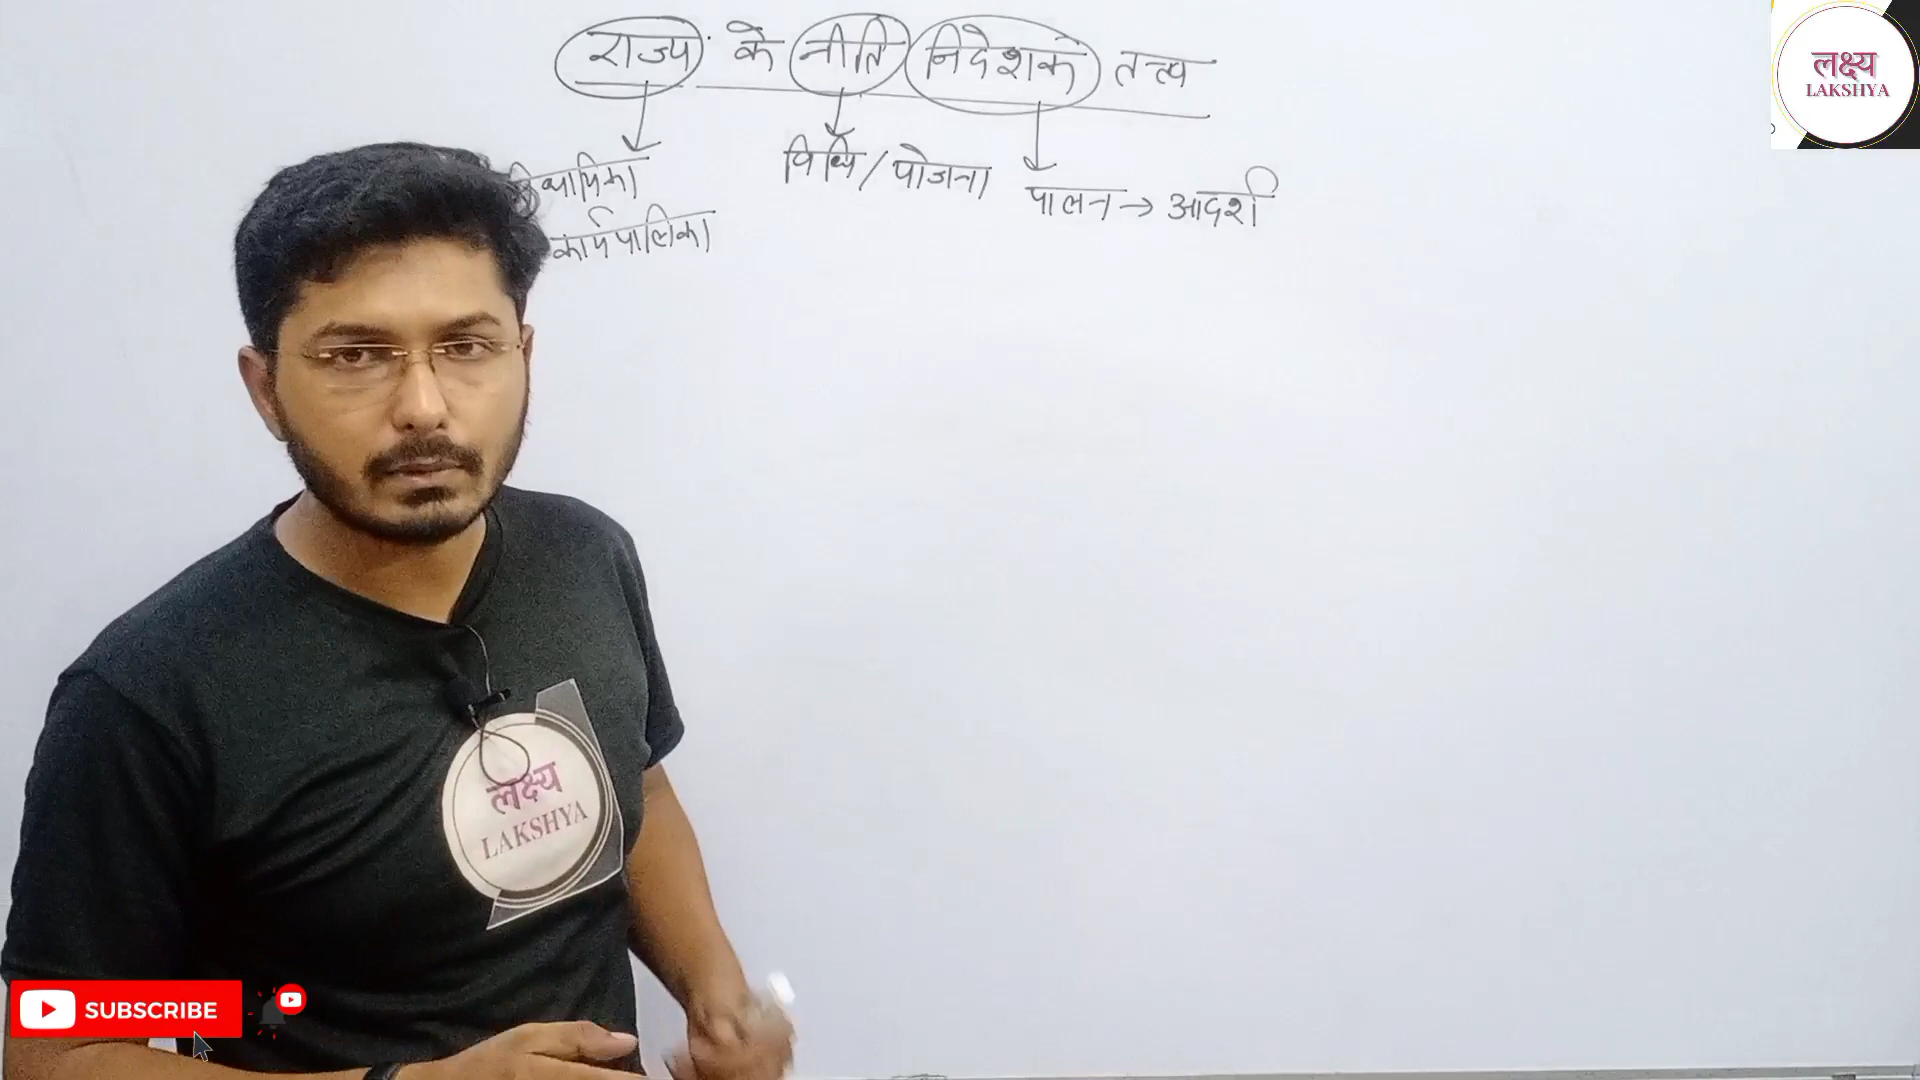 राज्य के नीति निदेशक तत्त्व
विधि / योजना
पालन → आदर्श
कार्यपालिका
लक्ष्य
LAKSHYA
लक्ष्य
LAKSHYA
SUBSCRIBE